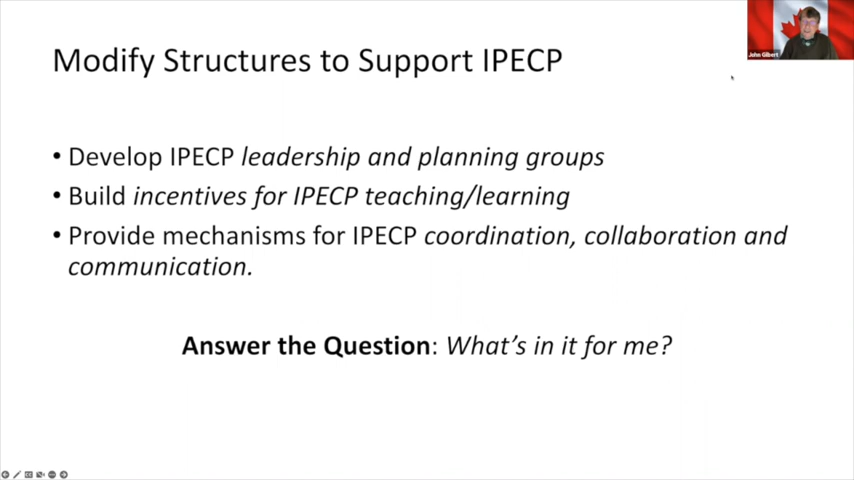 Modify Structures to Support IPECP
John Gilbert
• Develop IPECP leadership and planning groups
• Build incentives for IPECP teaching/learning
• Provide mechanisms for IPECP coordination, collaboration and
communication.
Answer the Question: What's in it for me?